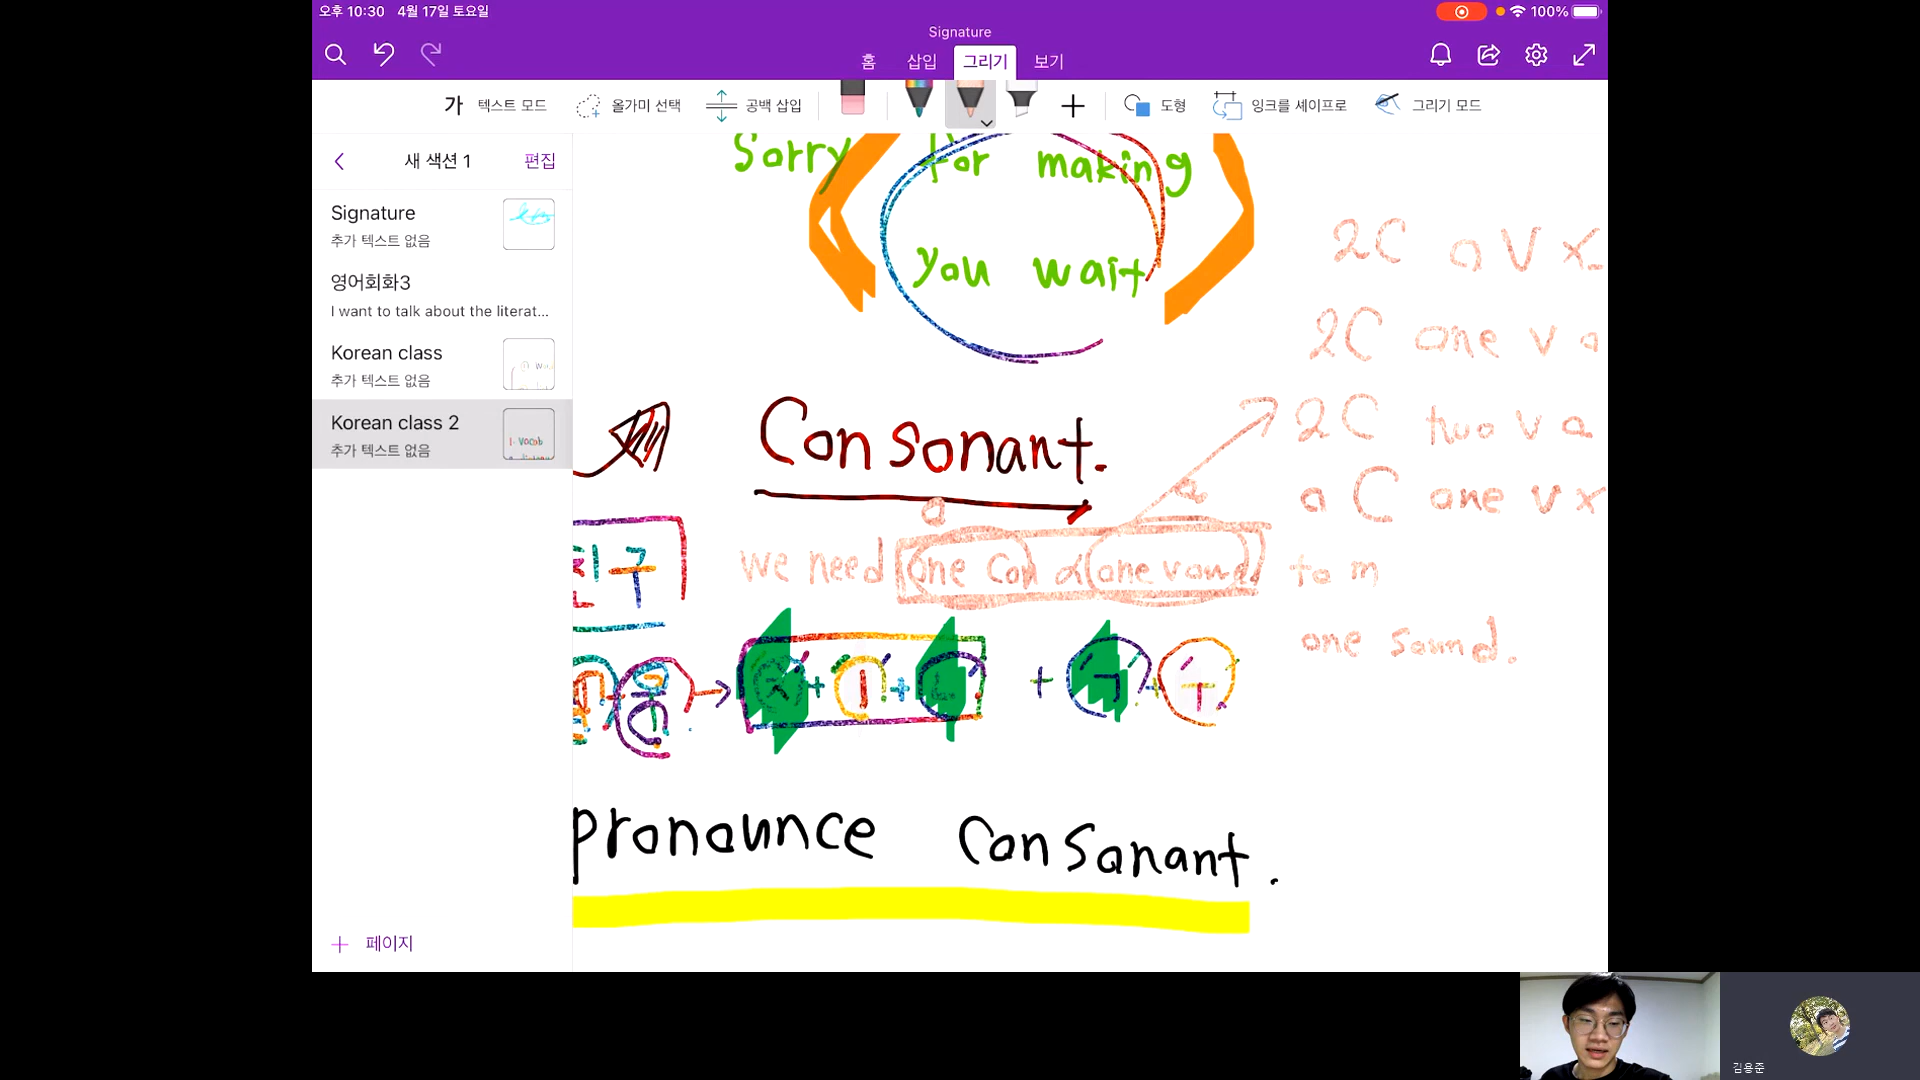 오후 10:30 4월 17일 토요일
100%
Signature
홈 삽입 그리기 보기
가 텍스트 모드 올가미 선택 공백 삽입 도형 잉크를 셰이프로 그리기 모드
새 섹션 1 편집
Signature
추가 텍스트 없음
영어회화3
I want to talk about the literat...
Korean class
추가 텍스트 없음
Korean class 2
추가 텍스트 없음
페이지
Sorry for making
you wait
2C a V x
2C one V a
2C two V a
a C one V x
Consonant.
a a
we need one con & one vowel to m
one sound.
친구
ㅊ + ㅣ + ㄴ + ㄱ + ㅜ
pronounce consonant.
김용준